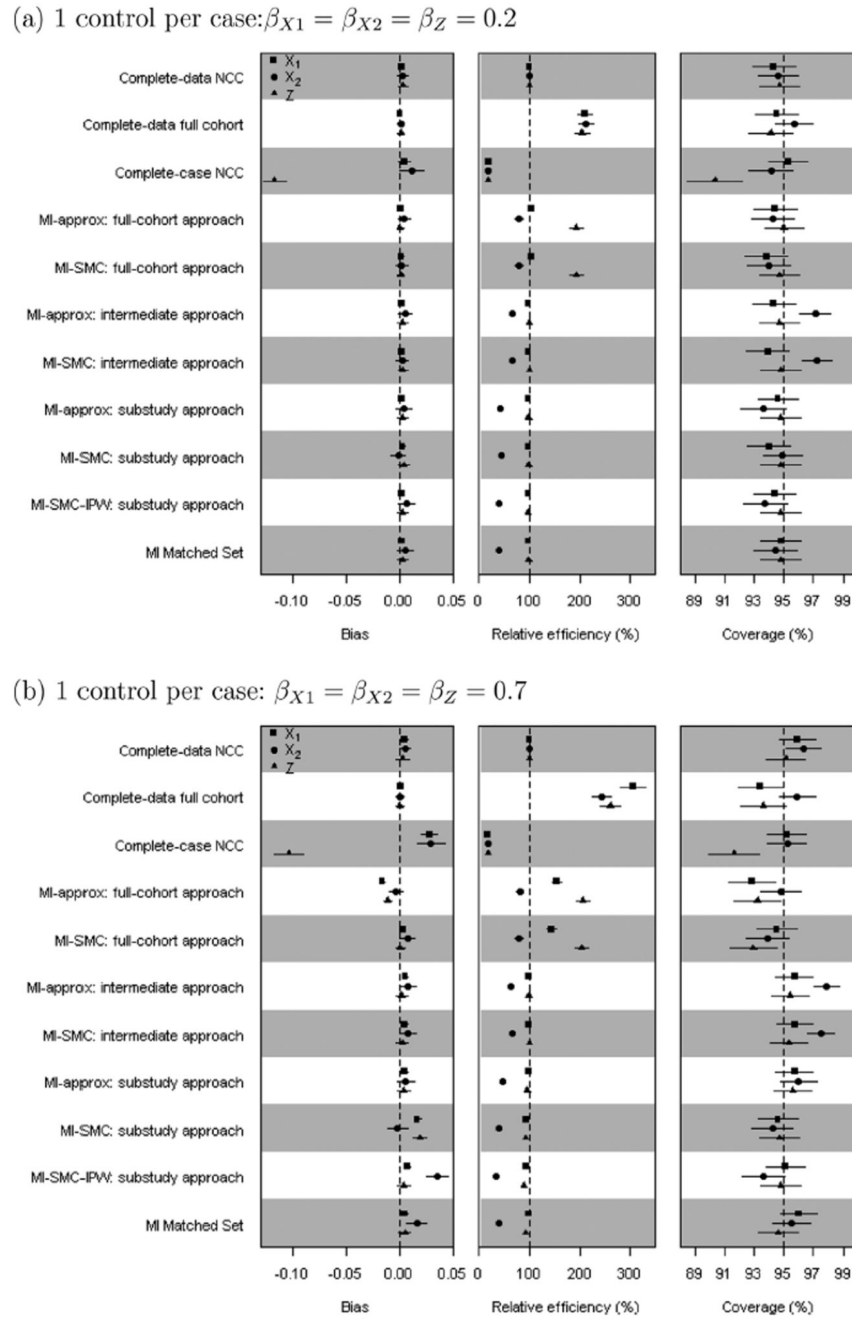 (a) 1 control per case:β_X1 = β_X2 = β_Z = 0.2
X₁
X₂
Z
Complete-data NCC
Complete-data full cohort
Complete-case NCC
MI-approx: full-cohort approach
MI-SMC: full-cohort approach
MI-approx: intermediate approach
MI-SMC: intermediate approach
MI-approx: substudy approach
MI-SMC: substudy approach
MI-SMC-IPW: substudy approach
MI Matched Set
-0.10 -0.05 0.00 0.05
0 100 200 300
89 91 93 95 97 99
Bias
Relative efficiency (%)
Coverage (%)
(b) 1 control per case: β_X1 = β_X2 = β_Z = 0.7
X₁
X₂
Z
Complete-data NCC
Complete-data full cohort
Complete-case NCC
MI-approx: full-cohort approach
MI-SMC: full-cohort approach
MI-approx: intermediate approach
MI-SMC: intermediate approach
MI-approx: substudy approach
MI-SMC: substudy approach
MI-SMC-IPW: substudy approach
MI Matched Set
-0.10 -0.05 0.00 0.05
0 100 200 300
89 91 93 95 97 99
Bias
Relative efficiency (%)
Coverage (%)